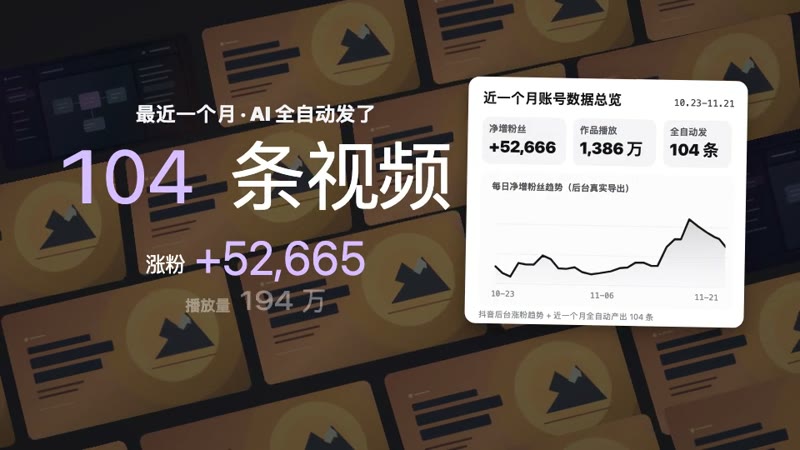 最近一个月 · AI 全自动发了
104 条视频
涨粉 +52,665
播放量 194 万
近一个月账号数据总览 10.23–11.21
净增粉丝 作品播放 全自动发
+52,666 1,386 万 104 条
每日净增粉丝趋势（后台真实导出）
10-23 11-06 11-21
抖音后台涨粉趋势 + 近一个月全自动产出 104 条